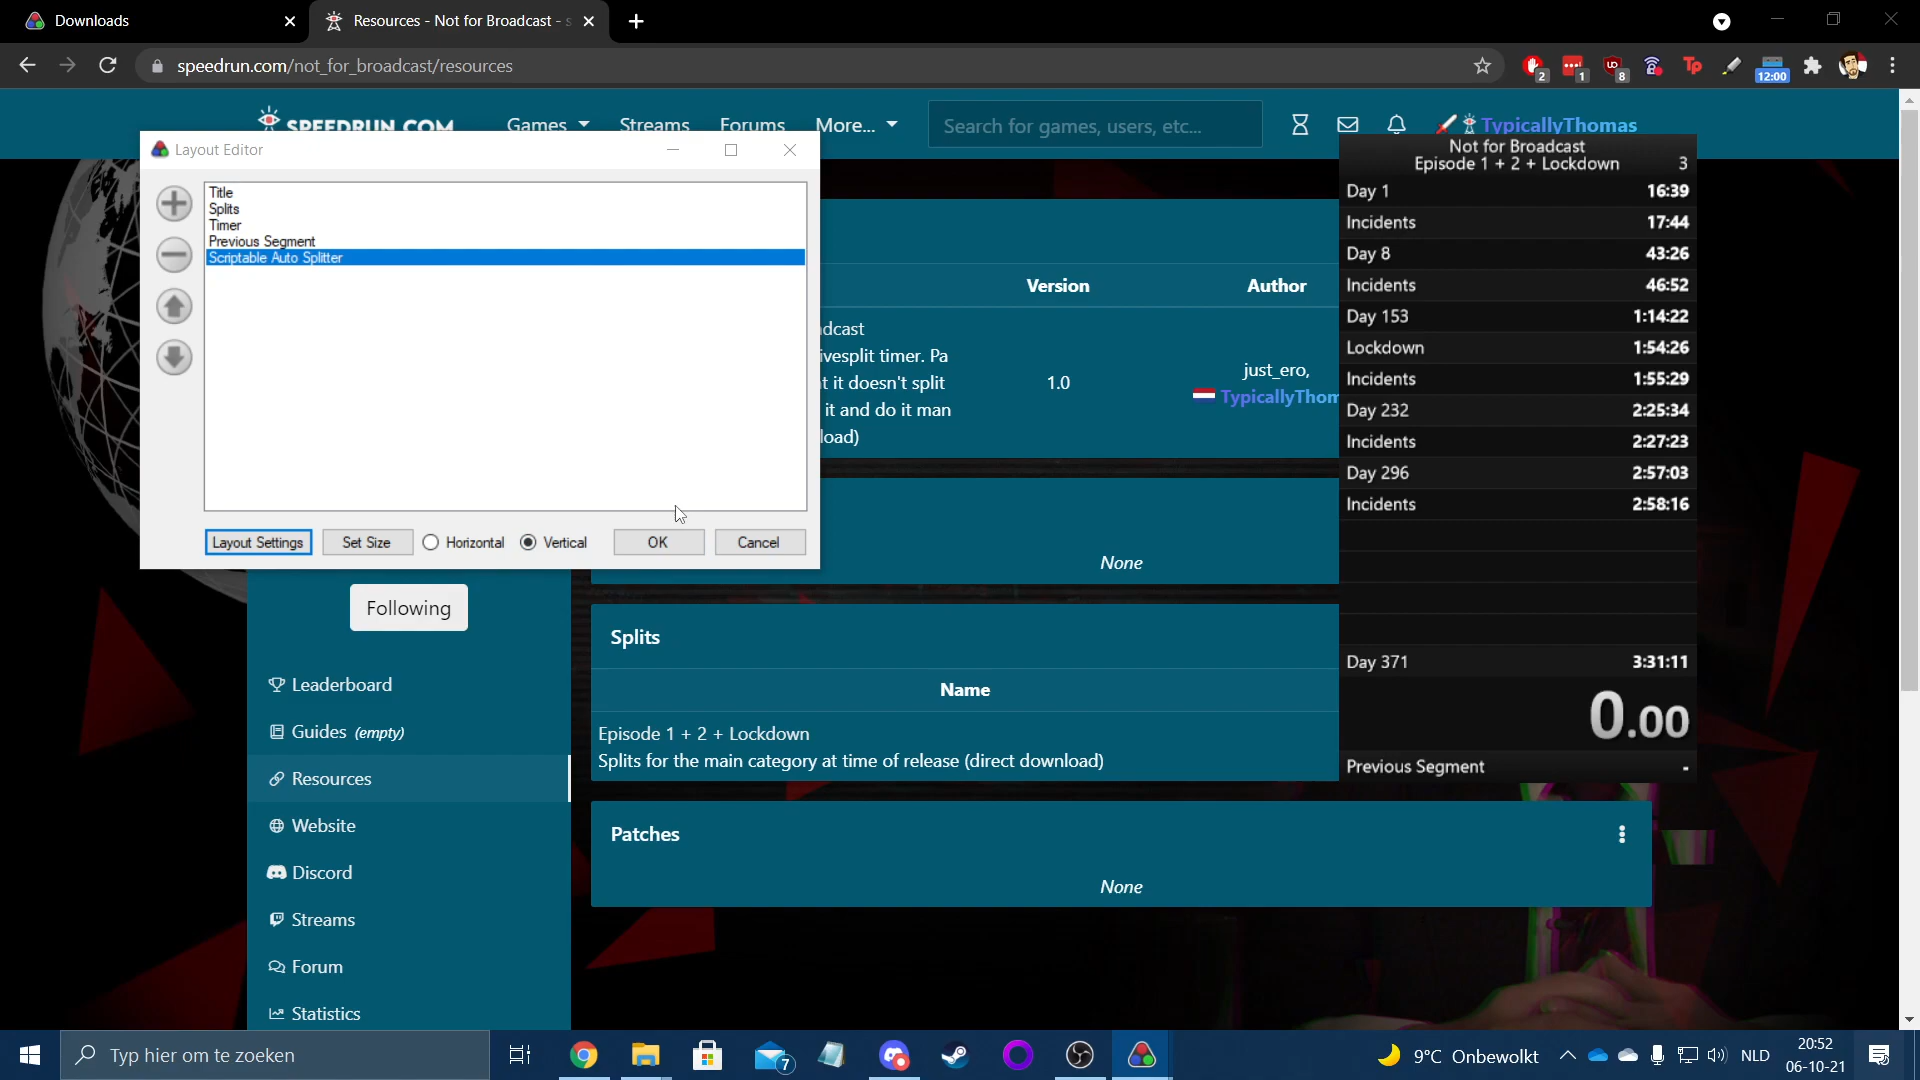 Downloads
Resources - Not for Broadcast - s
speedrun.com/not_for_broadcast/resources
2
1
8
12:00
SPEEDRUN.COM
Games
Streams
Forums
More...
Search for games, users, etc...
TypicallyThomas
Layout Editor
Title
Splits
Timer
Previous Segment
Scriptable Auto Splitter
Layout Settings
Set Size
Horizontal
Vertical
OK
Cancel
Version
Author
adcast
ivesplit timer. Pa
t it doesn't split
it and do it man
load)
1.0
just_ero,
TypicallyThom
None
Following
Leaderboard
Guides (empty)
Resources
Website
Discord
Streams
Forum
Statistics
Splits
Name
Episode 1 + 2 + Lockdown
Splits for the main category at time of release (direct download)
Patches
None
Not for Broadcast
Episode 1 + 2 + Lockdown 3
Day 1 16:39
Incidents 17:44
Day 8 43:26
Incidents 46:52
Day 153 1:14:22
Lockdown 1:54:26
Incidents 1:55:29
Day 232 2:25:34
Incidents 2:27:23
Day 296 2:57:03
Incidents 2:58:16
Day 371 3:31:11
0.00
Previous Segment -
Typ hier om te zoeken
7
9°C Onbewolkt
NLD
20:52
06-10-21